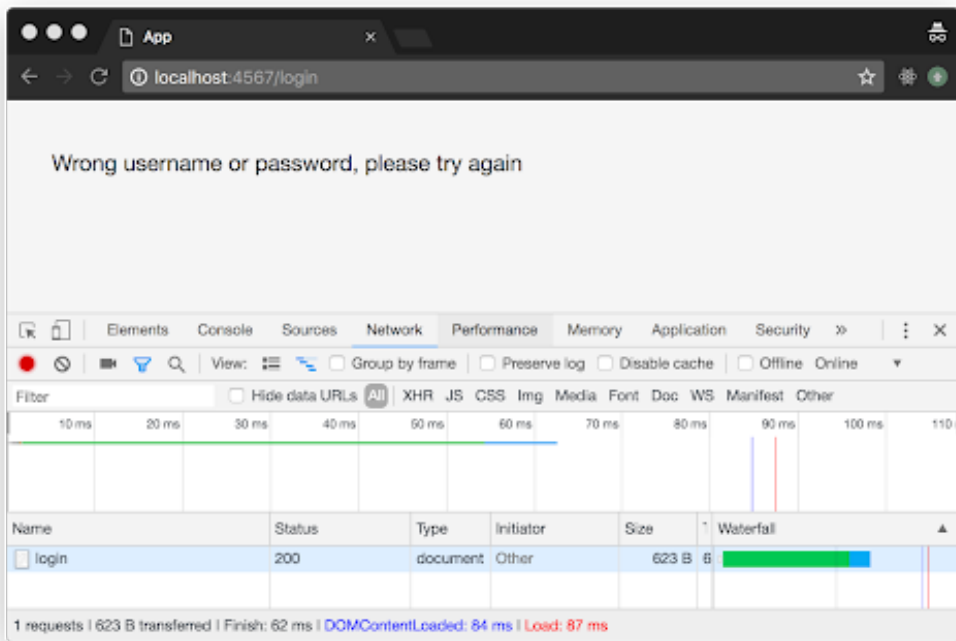 App ×
localhost:4567/login
Wrong username or password, please try again
Elements Console Sources Network Performance Memory Application Security »
View: Group by frame Preserve log Disable cache Offline Online
Filter Hide data URLs All XHR JS CSS Img Media Font Doc WS Manifest Other
10 ms 20 ms 30 ms 40 ms 50 ms 60 ms 70 ms 80 ms 90 ms 100 ms 110
Name Status Type Initiator Size Waterfall
login 200 document Other 623 B 6
1 requests | 623 B transferred | Finish: 62 ms | DOMContentLoaded: 84 ms | Load: 87 ms